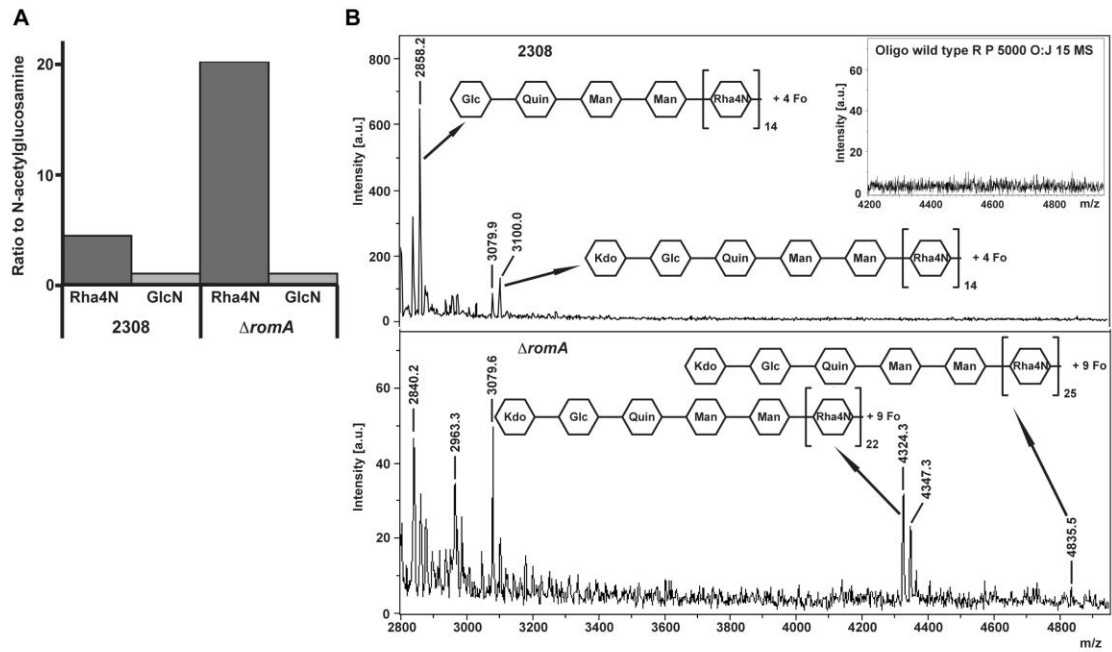 A
Ratio to N-acetylglucosamine
20
10
0
Rha4N GlcN Rha4N GlcN
2308 ΔromA
B
2308
Intensity [a.u.]
800
600
400
200
0
2858.2
Glc Quin Man Man Rha4N + 4 Fo
14
3079.9
3100.0
Kdo Glc Quin Man Man Rha4N + 4 Fo
14
Oligo wild type R P 5000 O:J 15 MS
Intensity [a.u.]
60
40
20
0
4200 4400 4600 4800 m/z
ΔromA
Intensity [a.u.]
60
40
20
0
2840.2
2963.3
3079.6
Kdo Glc Quin Man Man Rha4N + 9 Fo
25
Kdo Glc Quin Man Man Rha4N + 9 Fo
22
4324.3
4347.3
4835.5
2800 3000 3200 3400 3600 3800 4000 4200 4400 4600 4800
m/z